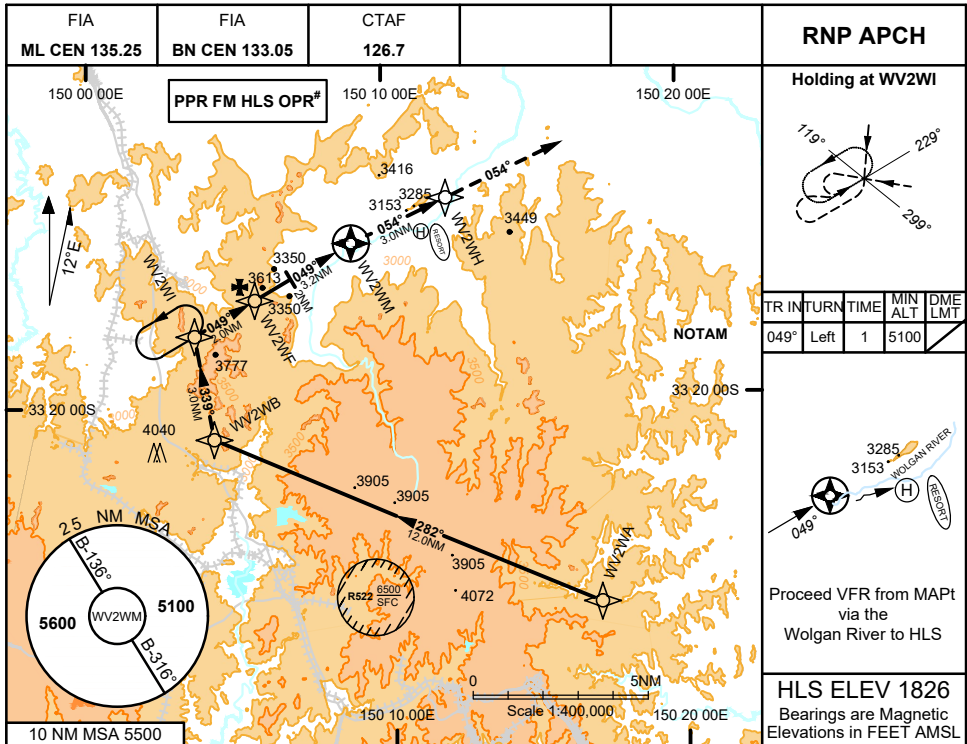 FIA
ML CEN 135.25
FIA
BN CEN 133.05
CTAF
126.7
RNP APCH
150 00 00E
150 10 00E
150 20 00E
PPR FM HLS OPR#
12°E
3416
3285
3153
054°
054°
3.0NM
H
RESORT
WV2WH
3449
3000
3350
049°
3.2NM
3613
3350
WV2WM
WV2WF
WV2WI
3000
049°
2.0NM
3777
3500
339°
3.0NM
WV2WB
NOTAM
3500
33 20 00S
33 20 00S
3000
4040
3500
3905
3905
282°
12.0NM
3905
4072
WV2WA
R522 6500
SFC
25 NM MSA
B-136°
5600
WV2WM
5100
B-316°
10 NM MSA 5500
0
5NM
Scale 1:400,000
150 10 00E
150 20 00E
Holding at WV2WI
119°
229°
299°
TR IN TURN TIME MIN ALT DME LMT
049° Left 1 5100
3285
3153
WOLGAN RIVER
H
RESORT
049°
Proceed VFR from MAPt
via the
Wolgan River to HLS
HLS ELEV 1826
Bearings are Magnetic
Elevations in FEET AMSL